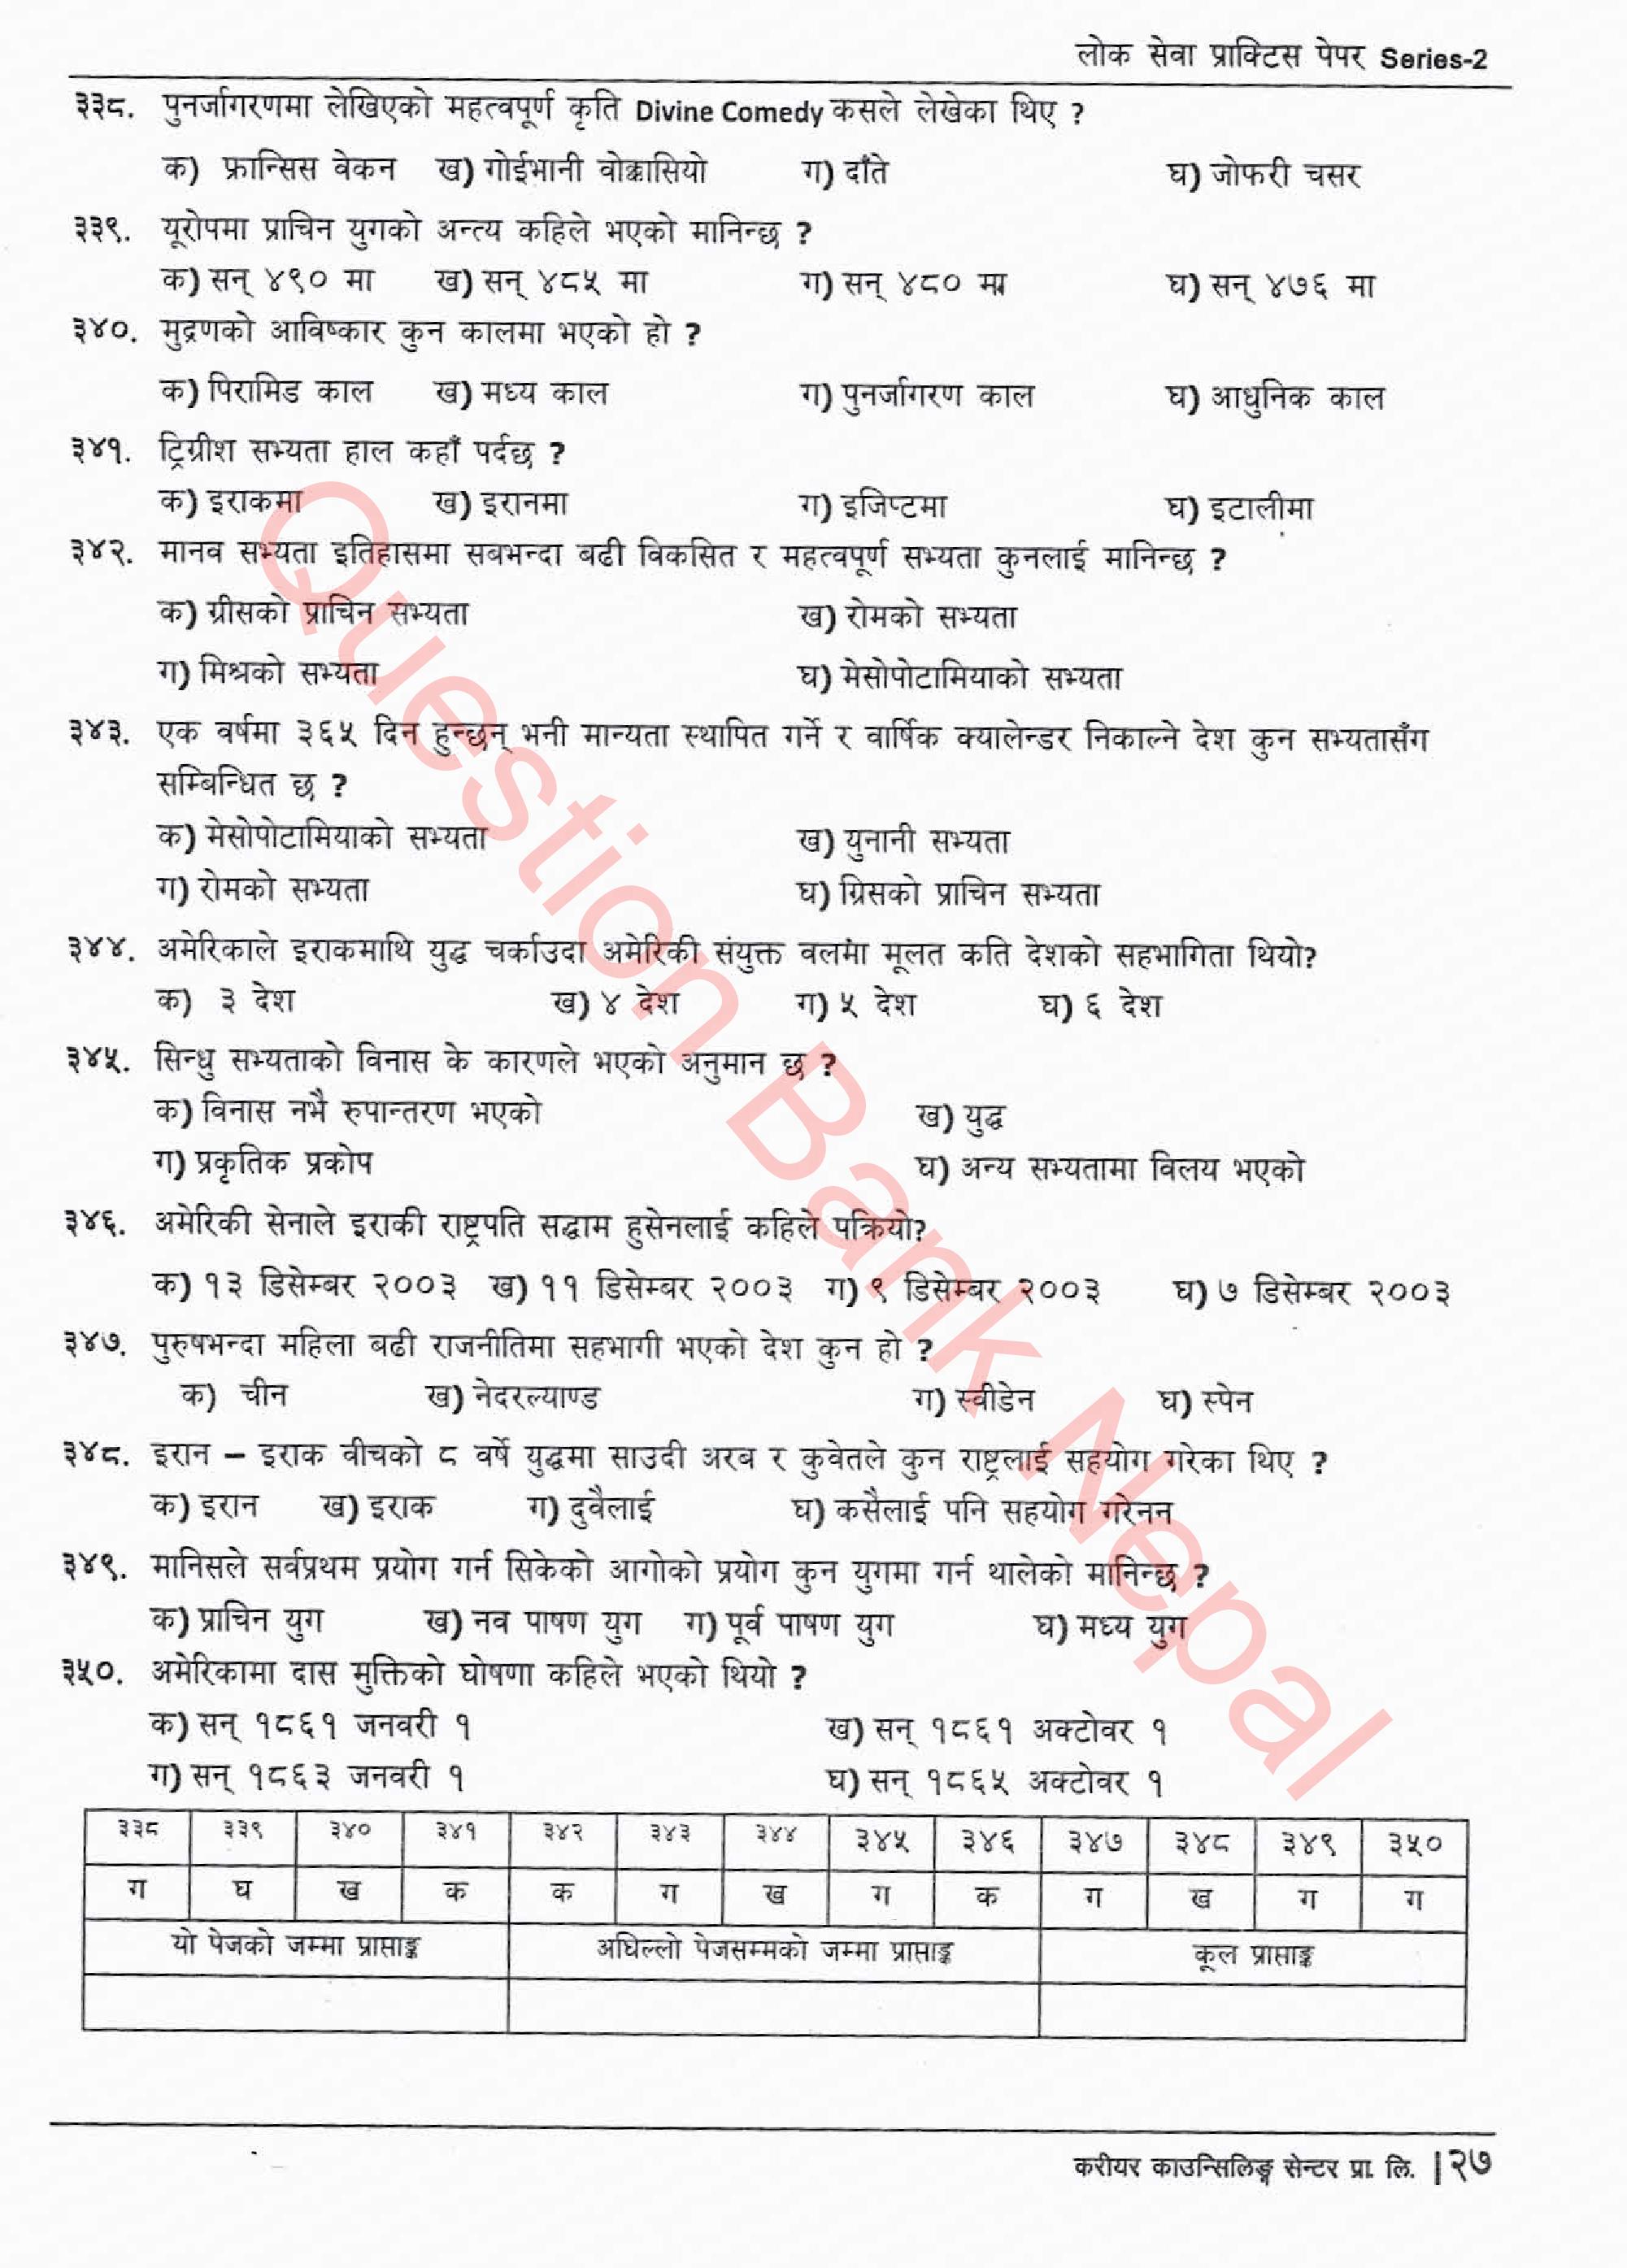 लोक सेवा प्राक्टिस पेपर Series-2
३३८. पुनर्जागरणमा लेखिएको महत्वपूर्ण कृति Divine Comedy कसले लेखेका थिए ?
क) फ्रान्सिस वेकन ख) गोईभानी वोक्कासियो ग) दाँते घ) जोफरी चसर
३३९. यूरोपमा प्राचिन युगको अन्त्य कहिले भएको मानिन्छ ?
क) सन् ४९० मा ख) सन् ४८५ मा ग) सन् ४८० मा घ) सन् ४७६ मा
३४०. मुद्रणको आविष्कार कुन कालमा भएको हो ?
क) पिरामिड काल ख) मध्य काल ग) पुनर्जागरण काल घ) आधुनिक काल
३४१. ट्रिग्रीश सभ्यता हाल कहाँ पर्दछ ?
क) इराकमा ख) इरानमा ग) इजिप्टमा घ) इटालीमा
३४२. मानव सभ्यता इतिहासमा सबभन्दा बढी विकसित र महत्वपूर्ण सभ्यता कुनलाई मानिन्छ ?
क) ग्रीसको प्राचिन सभ्यता ख) रोमको सभ्यता
ग) मिश्रको सभ्यता घ) मेसोपोटामियाको सभ्यता
३४३. एक वर्षमा ३६५ दिन हुन्छन् भनी मान्यता स्थापित गर्ने र वार्षिक क्यालेन्डर निकाल्ने देश कुन सभ्यतासँग
सम्बिन्धित छ ?
क) मेसोपोटामियाको सभ्यता ख) युनानी सभ्यता
ग) रोमको सभ्यता घ) ग्रिसको प्राचिन सभ्यता
३४४. अमेरिकाले इराकमाथि युद्ध चर्काउदा अमेरिकी संयुक्त वलमा मूलत कति देशको सहभागिता थियो?
क) ३ देश ख) ४ देश ग) ५ देश घ) ६ देश
३४५. सिन्धु सभ्यताको विनास के कारणले भएको अनुमान छ ?
क) विनास नभै रुपान्तरण भएको ख) युद्ध
ग) प्रकृतिक प्रकोप घ) अन्य सभ्यतामा विलय भएको
३४६. अमेरिकी सेनाले इराकी राष्ट्रपति सद्धाम हुसेनलाई कहिले पक्रियो?
क) १३ डिसेम्बर २००३ ख) ११ डिसेम्बर २००३ ग) ९ डिसेम्बर २००३ घ) ७ डिसेम्बर २००३
३४७. पुरुषभन्दा महिला बढी राजनीतिमा सहभागी भएको देश कुन हो ?
क) चीन ख) नेदरल्याण्ड ग) स्वीडेन घ) स्पेन
३४८. इरान – इराक वीचको ८ वर्षे युद्धमा साउदी अरब र कुवेतले कुन राष्ट्रलाई सहयोग गरेका थिए ?
क) इरान ख) इराक ग) दुवैलाई घ) कसैलाई पनि सहयोग गरेनन
३४९. मानिसले सर्वप्रथम प्रयोग गर्न सिकेको आगोको प्रयोग कुन युगमा गर्न थालेको मानिन्छ ?
क) प्राचिन युग ख) नव पाषण युग ग) पूर्व पाषण युग घ) मध्य युग
३५०. अमेरिकामा दास मुक्तिको घोषणा कहिले भएको थियो ?
क) सन् १८६१ जनवरी १ ख) सन् १८६१ अक्टोवर १
ग) सन् १८६३ जनवरी १ घ) सन् १८६५ अक्टोवर १
३३८ ३३९ ३४० ३४१ ३४२ ३४३ ३४४ ३४५ ३४६ ३४७ ३४८ ३४९ ३५०
ग घ ख क क ग ख ग क ग ख ग ग
यो पेजको जम्मा प्राप्ताङ्क अघिल्लो पेजसम्मको जम्मा प्राप्ताङ्क कूल प्राप्ताङ्क
करीयर काउन्सिलिङ्ग सेन्टर प्रा. लि. |२७
Question Bank Nepal